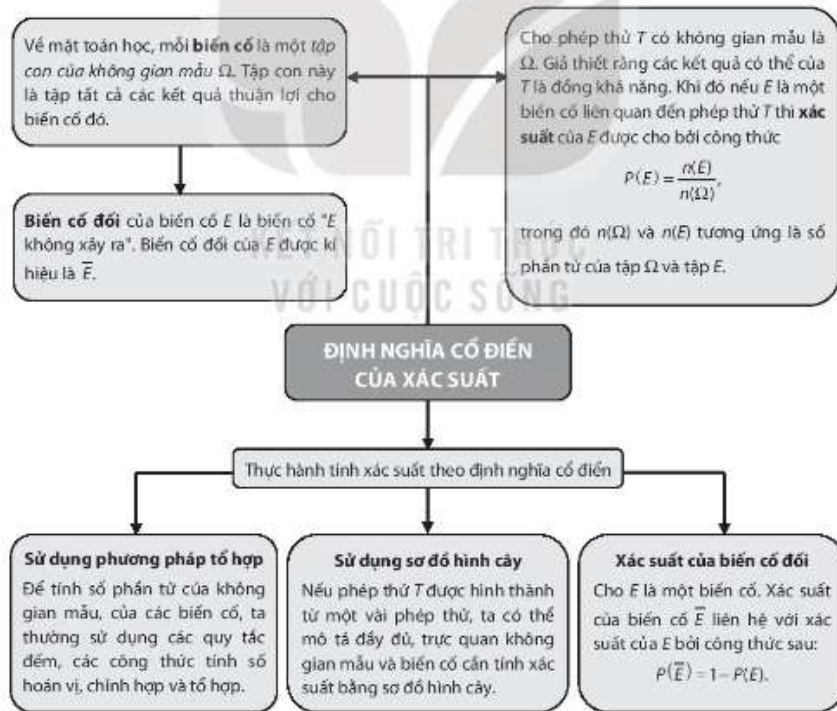 Về mặt toán học, mỗi biến cố là một tập
con của không gian mẫu Ω. Tập con này
là tập tất cả các kết quả thuận lợi cho
biến cố đó.
Biến cố đối của biến cố E là biến cố "E
không xảy ra". Biến cố đối của E được kí
hiệu là E̅.
Cho phép thử T có không gian mẫu là
Ω. Giả thiết rằng các kết quả có thể của
T là đồng khả năng. Khi đó nếu E là một
biến cố liên quan đến phép thử T thì xác
suất của E được cho bởi công thức
P(E) = n(E)/n(Ω),
trong đó n(Ω) và n(E) tương ứng là số
phần tử của tập Ω và tập E.
KẾT NỐI TRI THỨC
VỚI CUỘC SỐNG
ĐỊNH NGHĨA CỔ ĐIỂN
CỦA XÁC SUẤT
Thực hành tính xác suất theo định nghĩa cổ điển
Sử dụng phương pháp tổ hợp
Để tính số phần tử của không
gian mẫu, của các biến cố, ta
thường sử dụng các quy tắc
đếm, các công thức tính số
hoán vị, chỉnh hợp và tổ hợp.
Sử dụng sơ đồ hình cây
Nếu phép thử T được hình thành
từ một vài phép thử, ta có thể
mô tả đầy đủ, trực quan không
gian mẫu và biến cố cần tính xác
suất bằng sơ đồ hình cây.
Xác suất của biến cố đối
Cho E là một biến cố. Xác suất
của biến cố E̅ liên hệ với xác
suất của E bởi công thức sau:
P(E̅) = 1 – P(E).